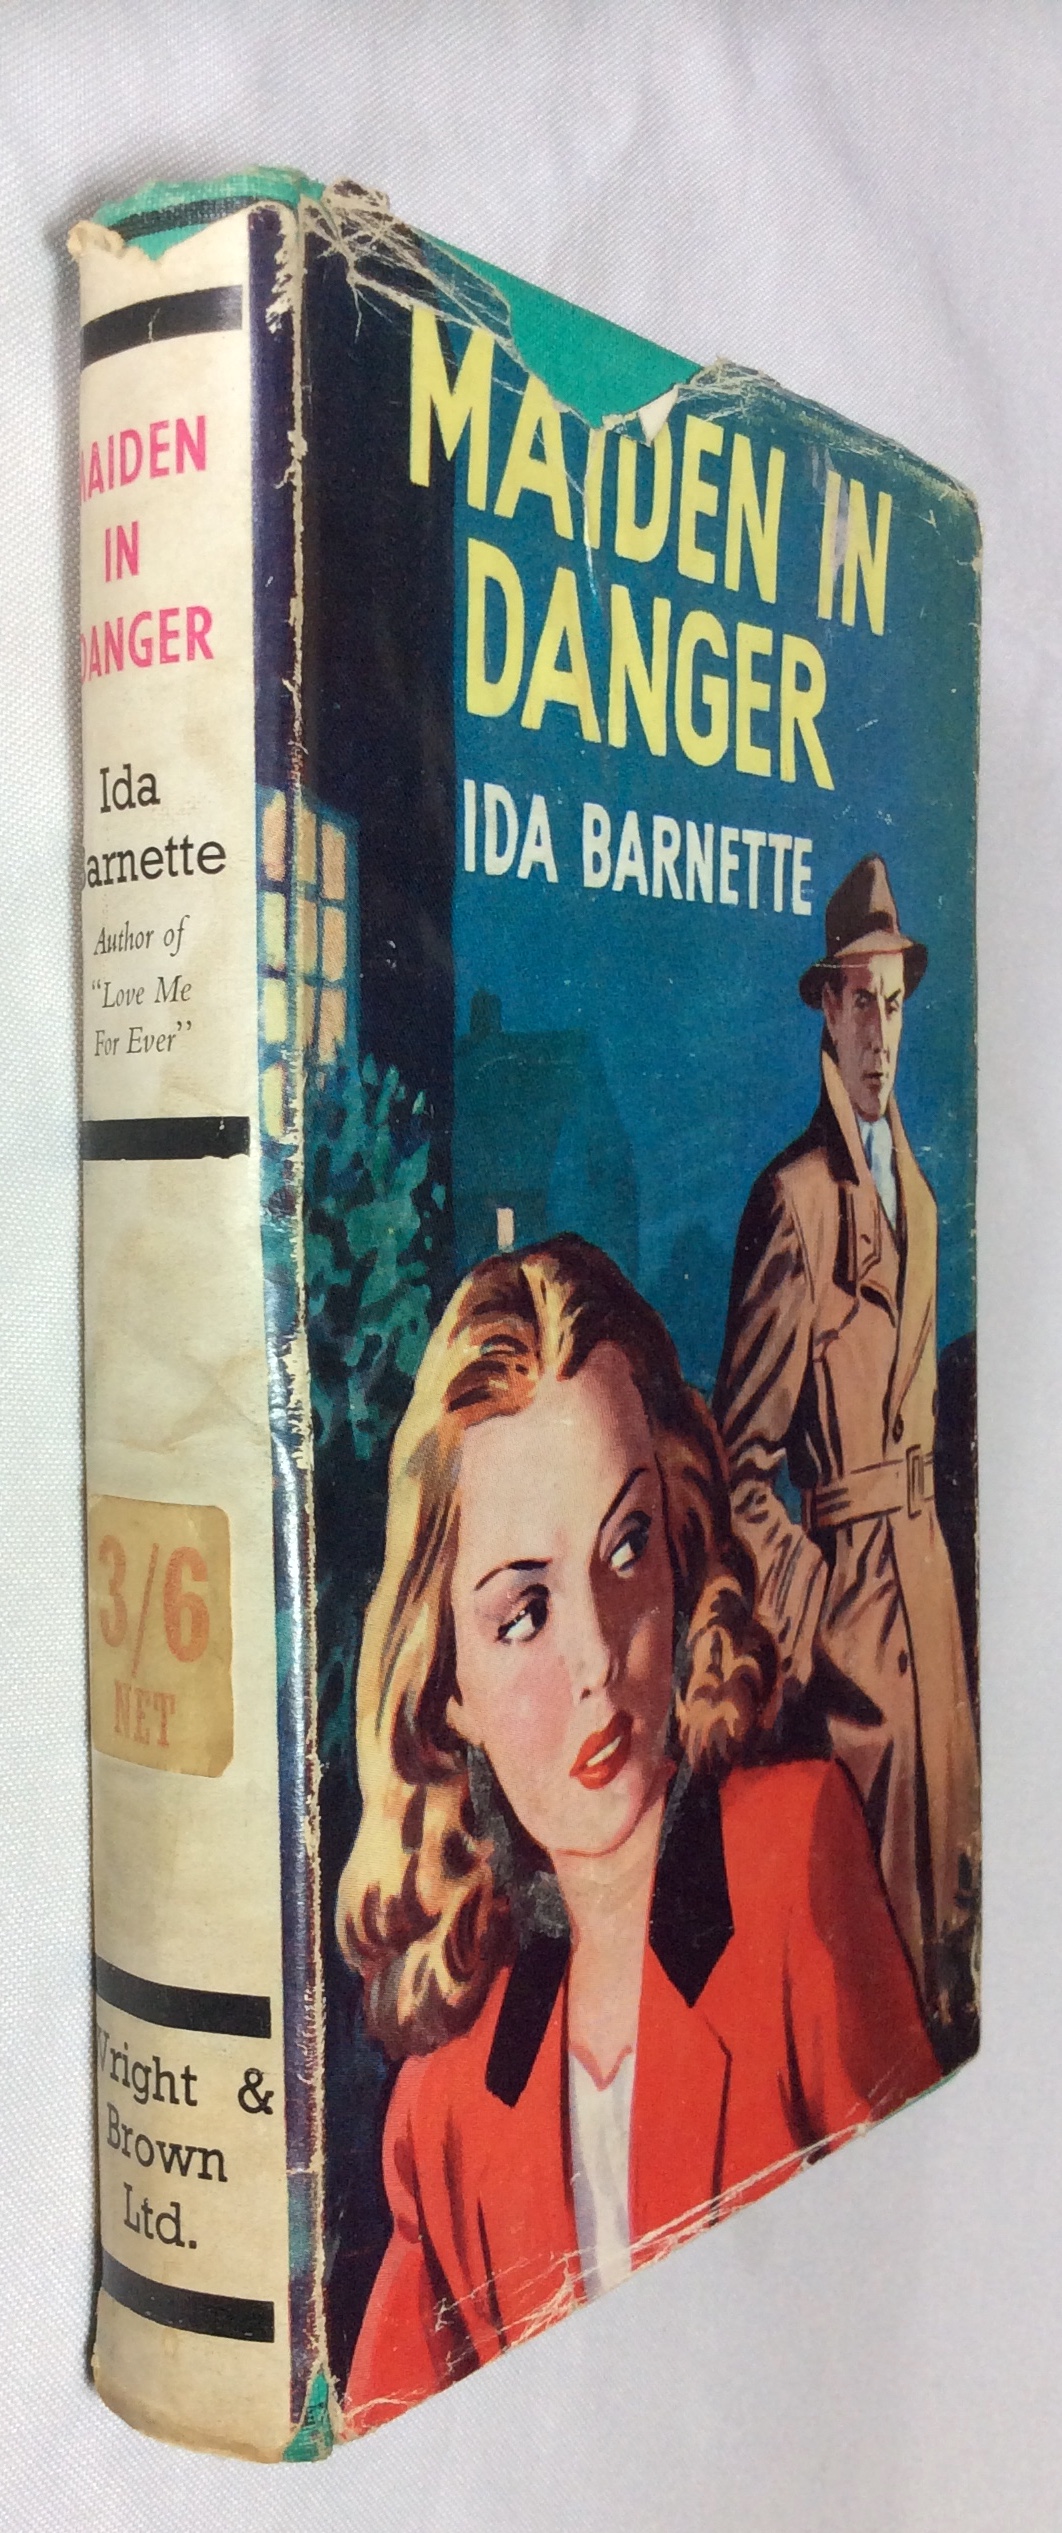 MAIDEN
IN
DANGER
Ida
Barnette
Author of
"Love Me
For Ever"
3/6
NET
Wright &
Brown
Ltd.
MAIDEN IN
DANGER
IDA BARNETTE